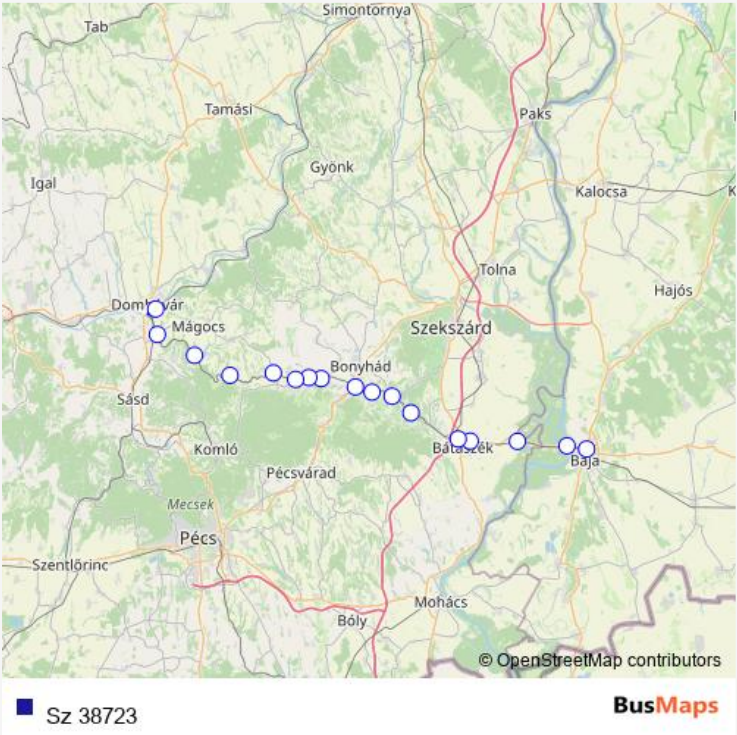 Simontornya
Tab
Tamási
Paks
Gyönk
Igal
Kalocsa
K
Tolna
Hajós
Dombóvár
Mágocs
Szekszárd
Bonyhád
Sásd
Komló
Bátaszék
Baja
Pécsvárad
Mecsek
Pécs
Szentlőrinc
Mohács
Bóly
© OpenStreetMap contributors
Sz 38723
BusMaps